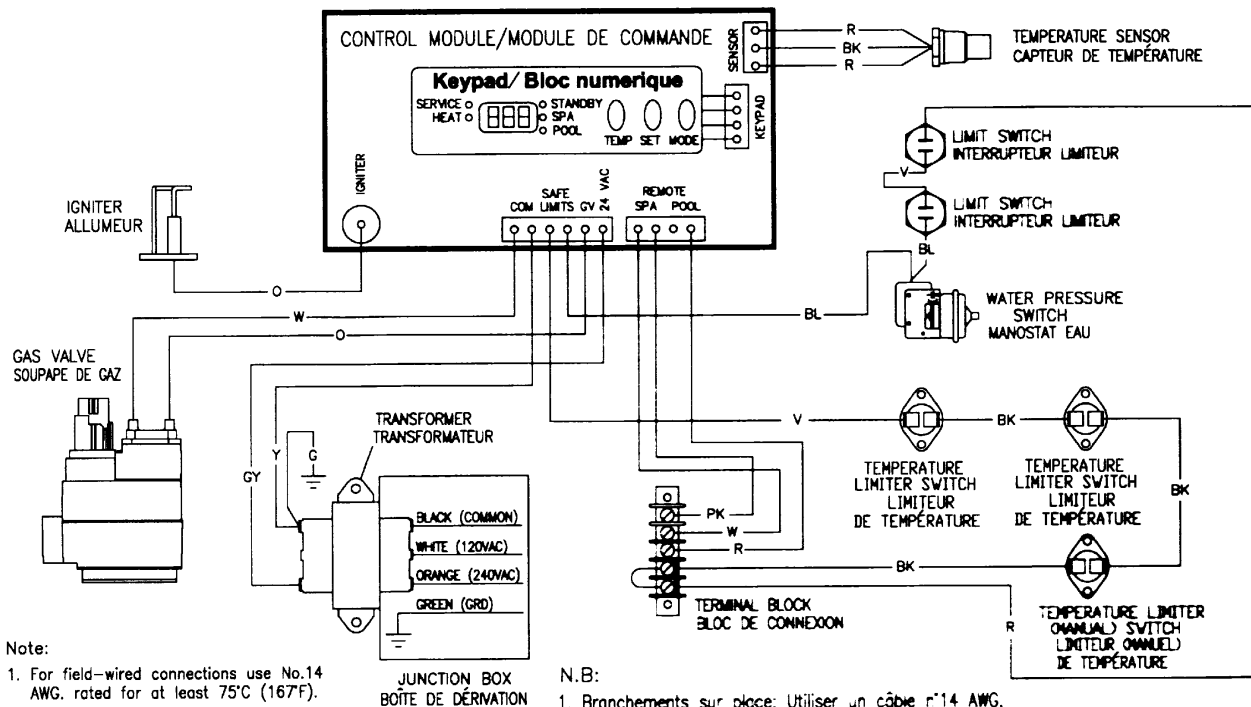 CONTROL MODULE/MODULE DE COMMANDE
SENSOR
R
BK
R
TEMPERATURE SENSOR
CAPTEUR DE TEMPÉRATURE
Keypad/ Bloc numerique
SERVICE
HEAT
888
STANDBY
SPA
POOL
TEMP SET MODE
KEYPAD
LIMIT SWITCH
INTERRUPTEUR LIMITEUR
V
LIMIT SWITCH
INTERRUPTEUR LIMITEUR
BL
IGNITER
ALLUMEUR
IGNITER
SAFE
COM LIMITS GV 24 VAC
REMOTE
SPA POOL
O
W
O
BL
WATER PRESSURE
SWITCH
MANOSTAT EAU
GAS VALVE
SOUPAPE DE GAZ
TRANSFORMER
TRANSFORMATEUR
GY
Y
G
V
BK
TEMPERATURE
LIMITER SWITCH
LIMITEUR
DE TEMPÉRATURE
TEMPERATURE
LIMITER SWITCH
LIMITEUR
DE TEMPÉRATURE
BK
BLACK (COMMON)
WHITE (120VAC)
ORANGE (240VAC)
GREEN (GRD)
PK
W
R
BK
TERMINAL BLOCK
BLOC DE CONNEXION
R
TEMPERATURE LIMITER
(MANUAL) SWITCH
LIMITEUR (MANUEL)
DE TEMPÉRATURE
JUNCTION BOX
BOÎTE DE DÉRIVATION
Note:
1. For field-wired connections use No.14
AWG. rated for at least 75°C (167°F).
N.B:
1. Branchements sur place: Utiliser un câble n°14 AWG.